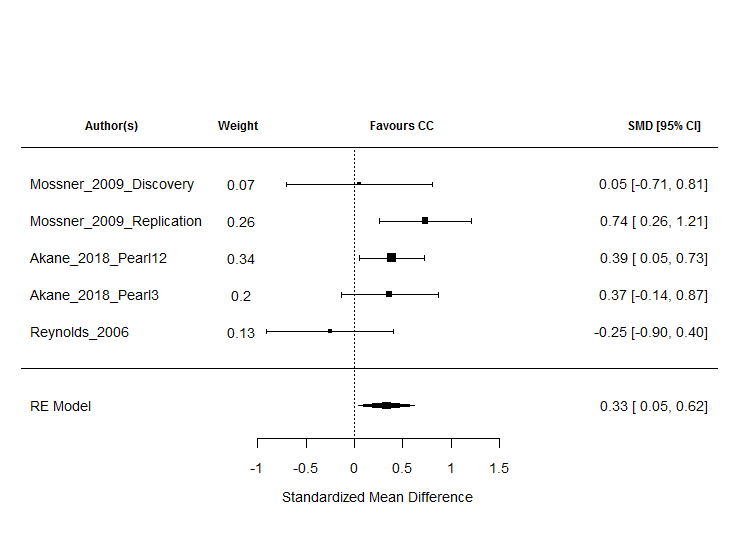 Author(s) Weight Favours CC SMD [95% CI]
Mossner_2009_Discovery 0.07 0.05 [-0.71, 0.81]
Mossner_2009_Replication 0.26 0.74 [ 0.26, 1.21]
Akane_2018_Pearl12 0.34 0.39 [ 0.05, 0.73]
Akane_2018_Pearl3 0.2 0.37 [-0.14, 0.87]
Reynolds_2006 0.13 -0.25 [-0.90, 0.40]
RE Model 0.33 [ 0.05, 0.62]
-1 -0.5 0 0.5 1 1.5
Standardized Mean Difference